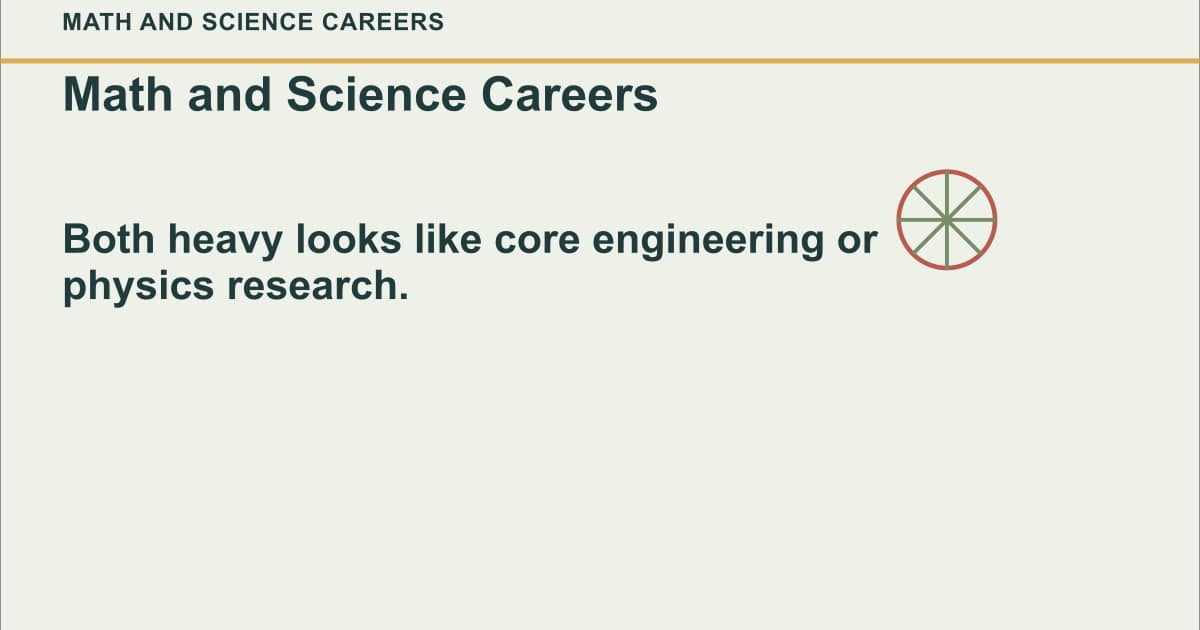 MATH AND SCIENCE CAREERS
Math and Science Careers
Both heavy looks like core engineering or
physics research.